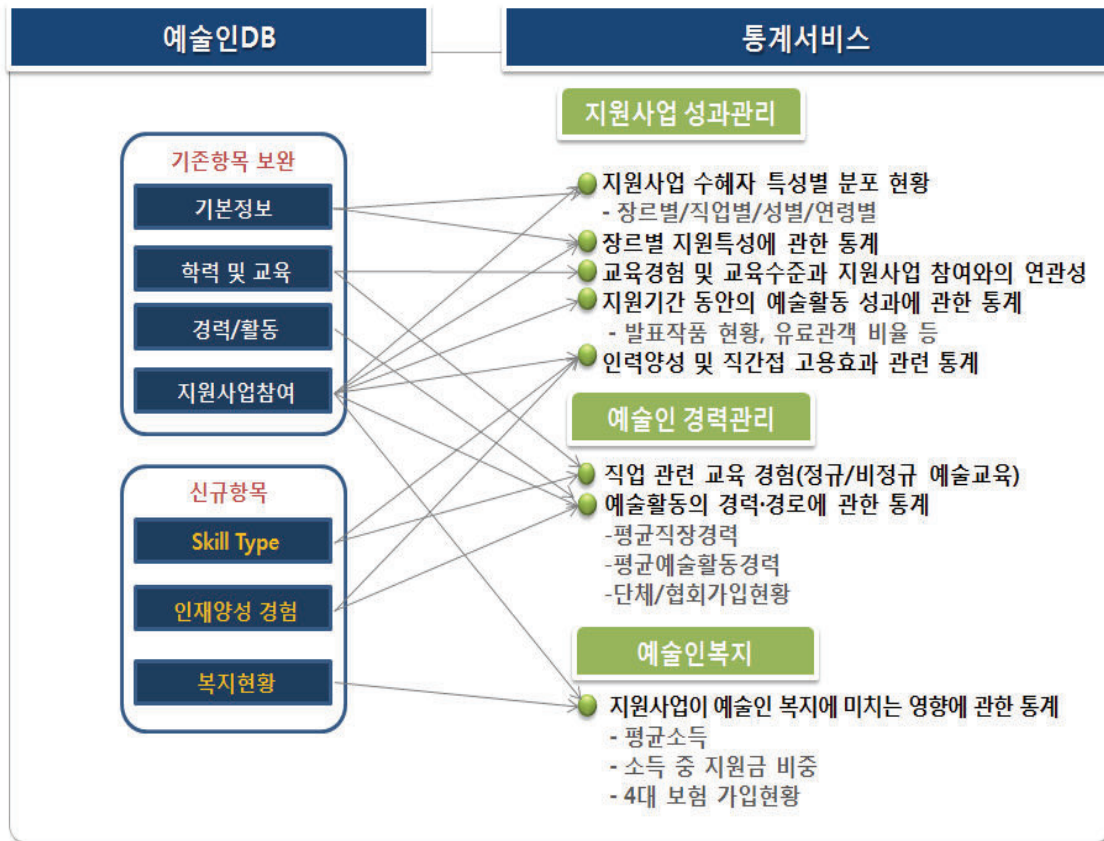 예술인DB
통계서비스
기존항목 보완
기본정보
학력 및 교육
경력/활동
지원사업참여
신규항목
Skill Type
인재양성 경험
복지현황
지원사업 성과관리
지원사업 수혜자 특성별 분포 현황
- 장르별/직업별/성별/연령별
장르별 지원특성에 관한 통계
교육경험 및 교육수준과 지원사업 참여와의 연관성
지원기간 동안의 예술활동 성과에 관한 통계
- 발표작품 현황, 유료관객 비율 등
인력양성 및 직간접 고용효과 관련 통계
예술인 경력관리
직업 관련 교육 경험(정규/비정규 예술교육)
예술활동의 경력·경로에 관한 통계
-평균직장경력
-평균예술활동경력
-단체/협회가입현황
예술인복지
지원사업이 예술인 복지에 미치는 영향에 관한 통계
- 평균소득
- 소득 중 지원금 비중
- 4대 보험 가입현황